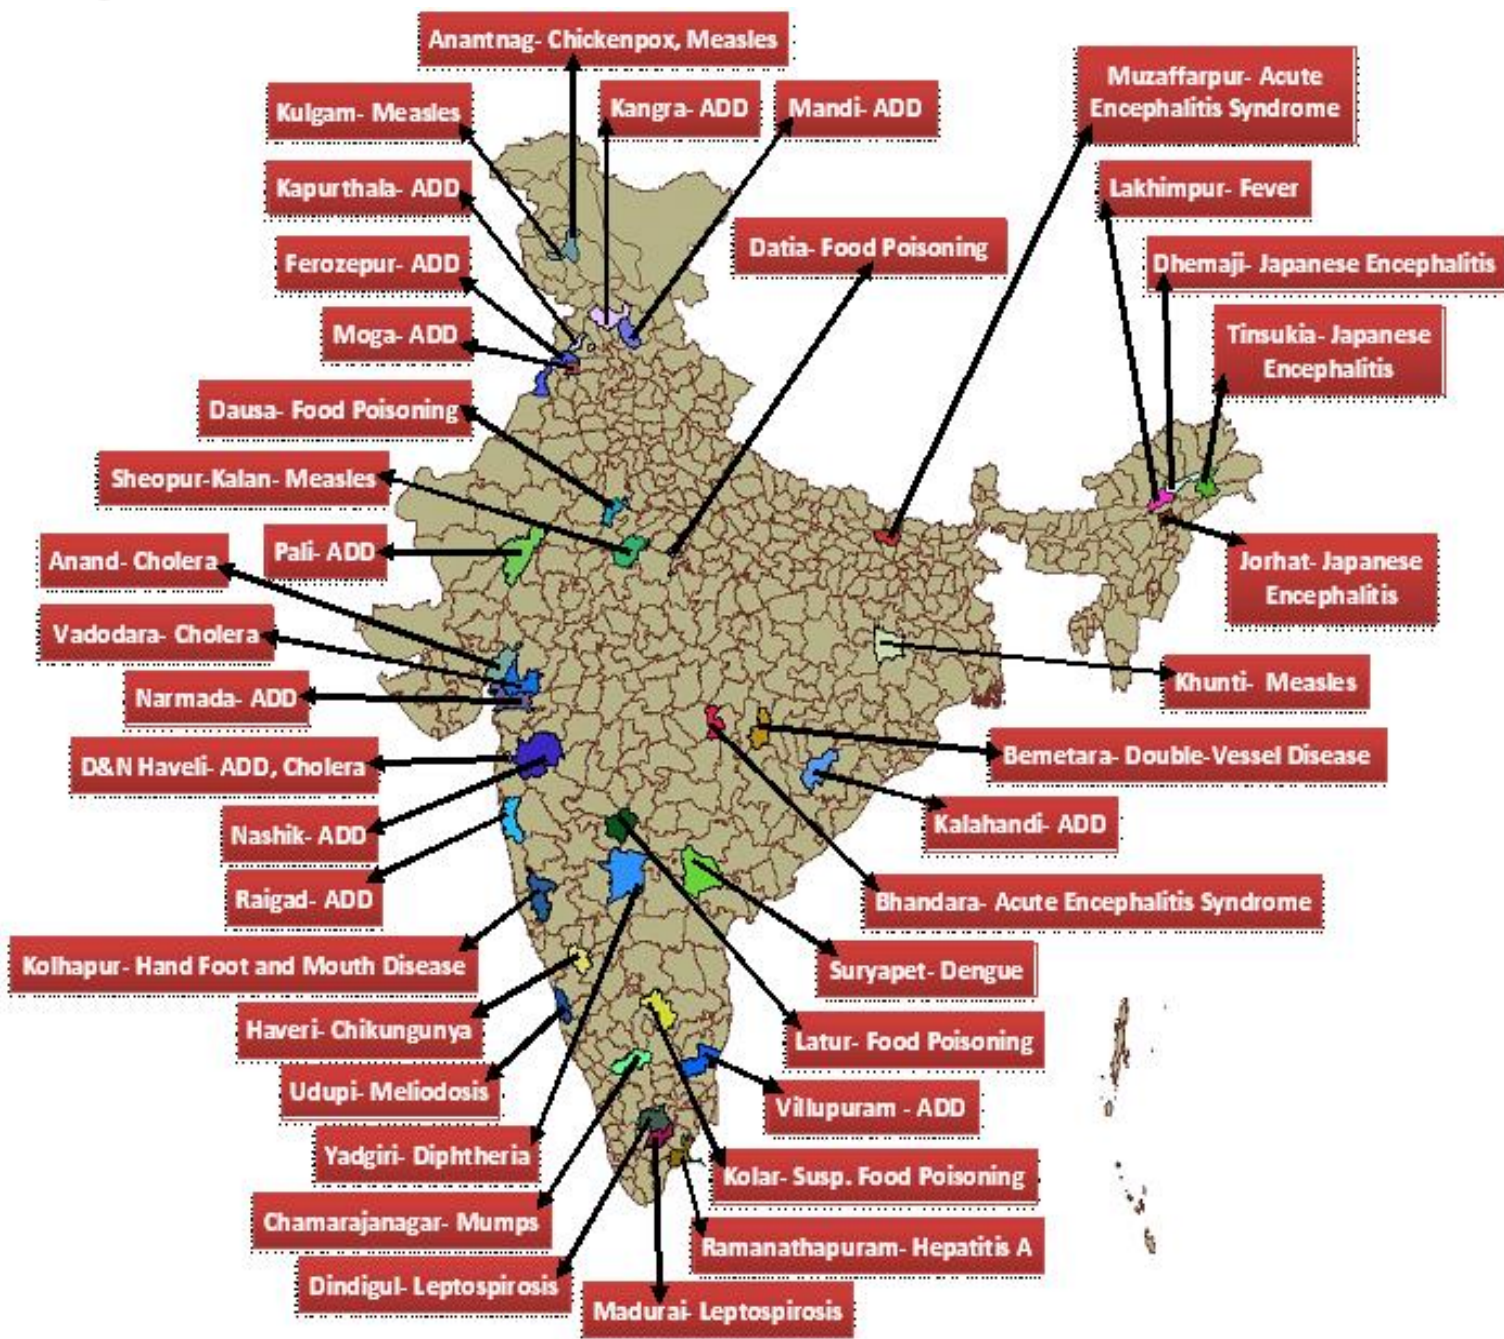 Anantnag- Chickenpox, Measles
Kulgam- Measles
Kangra- ADD
Mandi- ADD
Muzaffarpur- Acute
Encephalitis Syndrome
Kapurthala- ADD
Lakhimpur- Fever
Ferozepur- ADD
Datia- Food Poisoning
Dhemaji- Japanese Encephalitis
Moga- ADD
Tinsukia- Japanese
Encephalitis
Dausa- Food Poisoning
Sheopur-Kalan- Measles
Anand- Cholera
Pali- ADD
Jorhat- Japanese
Encephalitis
Vadodara- Cholera
Narmada- ADD
Khunti- Measles
D&N Haveli- ADD, Cholera
Bemetara- Double-Vessel Disease
Nashik- ADD
Kalahandi- ADD
Raigad- ADD
Bhandara- Acute Encephalitis Syndrome
Kolhapur- Hand Foot and Mouth Disease
Suryapet- Dengue
Haveri- Chikungunya
Latur- Food Poisoning
Udupi- Meliodosis
Villupuram - ADD
Yadgiri- Diphtheria
Kolar- Susp. Food Poisoning
Chamarajanagar- Mumps
Ramanathapuram- Hepatitis A
Dindigul- Leptospirosis
Madurai- Leptospirosis